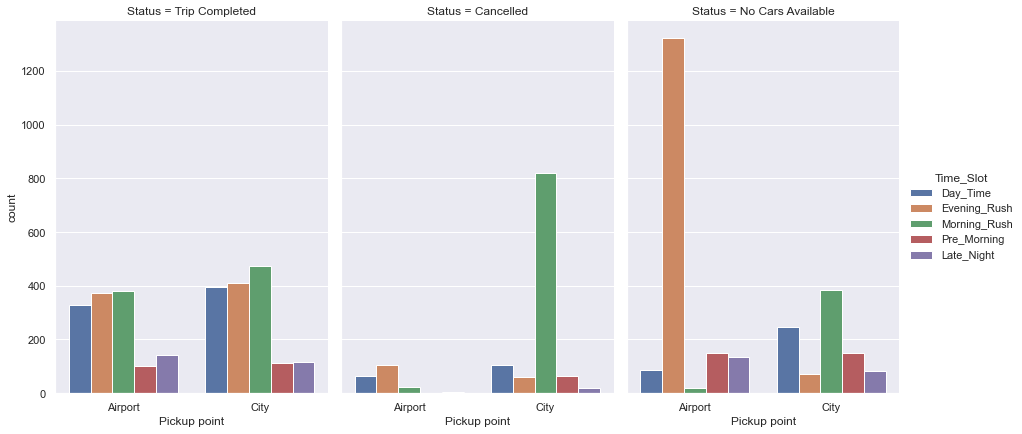 Status = Trip Completed
Status = Cancelled
Status = No Cars Available
1200
1000
800
600
400
200
0
count
Airport
City
Airport
City
Airport
City
Pickup point
Pickup point
Pickup point
Time_Slot
Day_Time
Evening_Rush
Morning_Rush
Pre_Morning
Late_Night